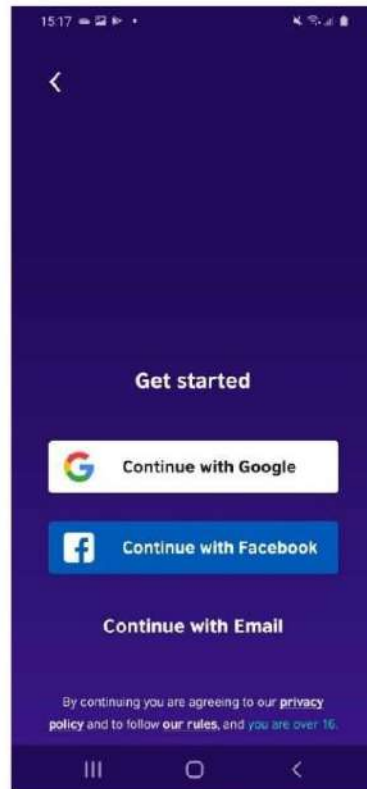 15:17
Get started
Continue with Google
Continue with Facebook
Continue with Email
By continuing you are agreeing to our privacy
policy and to follow our rules, and you are over 16.